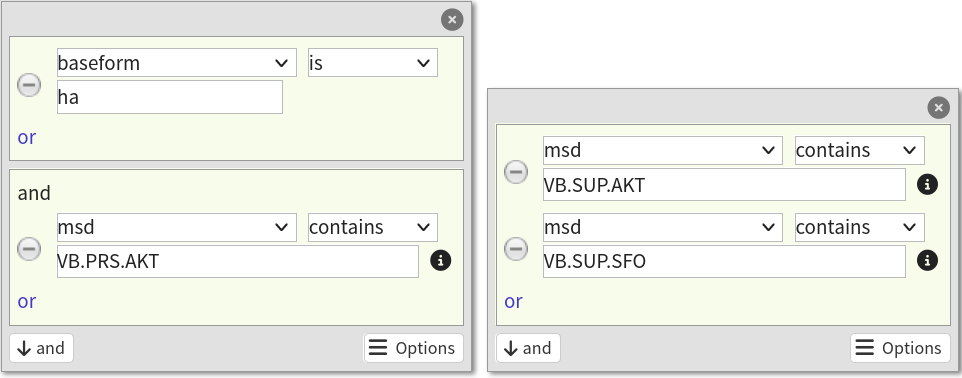 baseform is
ha
or
and
msd contains
VB.PRS.AKT
or
and Options
msd contains
VB.SUP.AKT
msd contains
VB.SUP.SFO
or
and Options